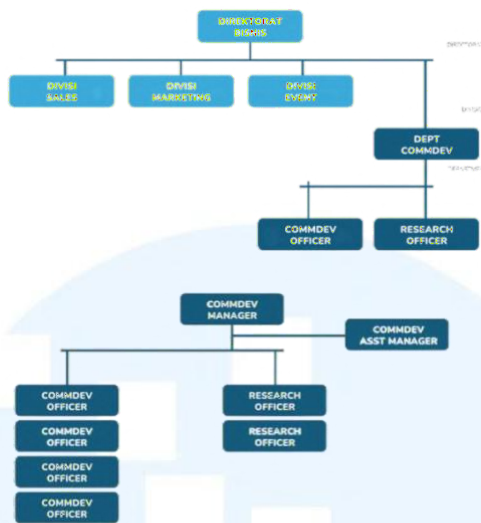 DIREKTORAT
BISNIS
DIVISI
SALES
DIVISI
MARKETING
DIVISI
EVENT
DEPT
COMMDEV
COMMDEV
OFFICER
RESEARCH
OFFICER
COMMDEV
MANAGER
COMMDEV
ASST MANAGER
COMMDEV
OFFICER
RESEARCH
OFFICER
COMMDEV
OFFICER
RESEARCH
OFFICER
COMMDEV
OFFICER
COMMDEV
OFFICER